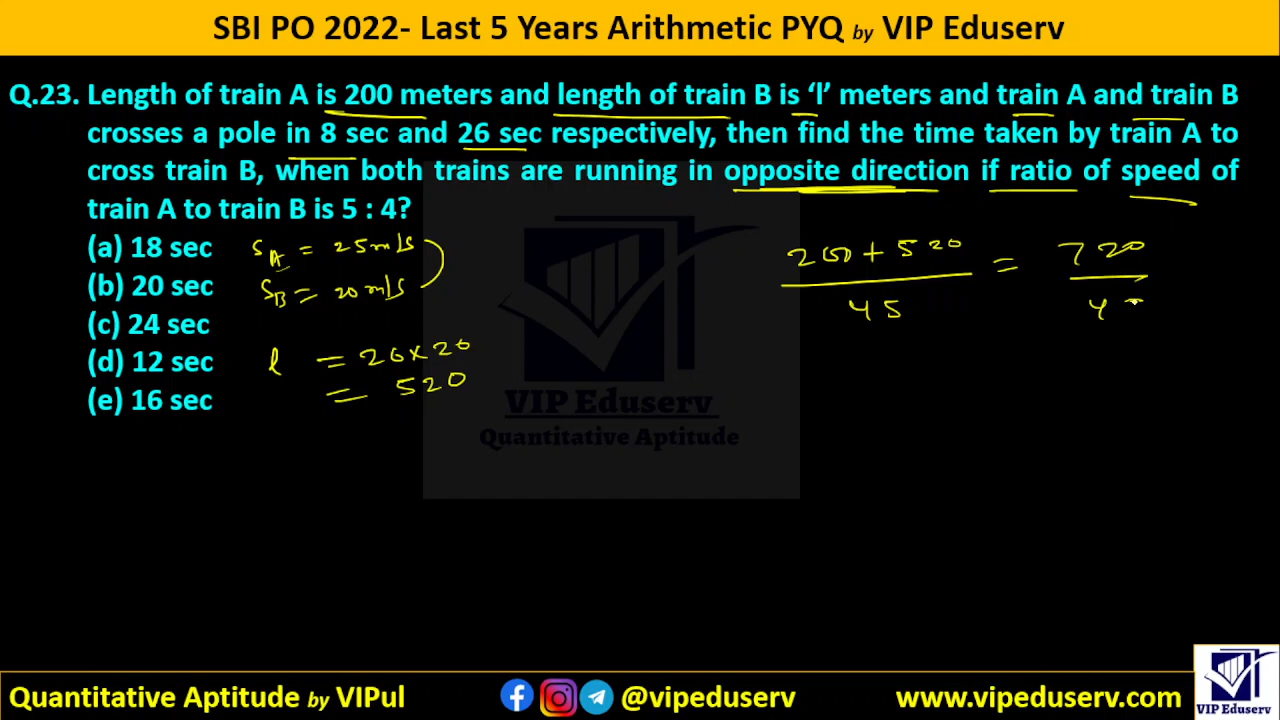 SBI PO 2022- Last 5 Years Arithmetic PYQ by VIP Eduserv
Q.23. Length of train A is 200 meters and length of train B is ‘l’ meters and train A and train B
crosses a pole in 8 sec and 26 sec respectively, then find the time taken by train A to
cross train B, when both trains are running in opposite direction if ratio of speed of
train A to train B is 5 : 4?
(a) 18 sec
(b) 20 sec
(c) 24 sec
(d) 12 sec
(e) 16 sec
S_A = 25 m/s
S_B = 20 m/s
l = 26 × 20
= 520
200 + 520 / 45 = 720 / 4
VIP Eduserv
Quantitative Aptitude
Quantitative Aptitude by VIPul
@vipeduserv
www.vipeduserv.com
VIP Eduserv